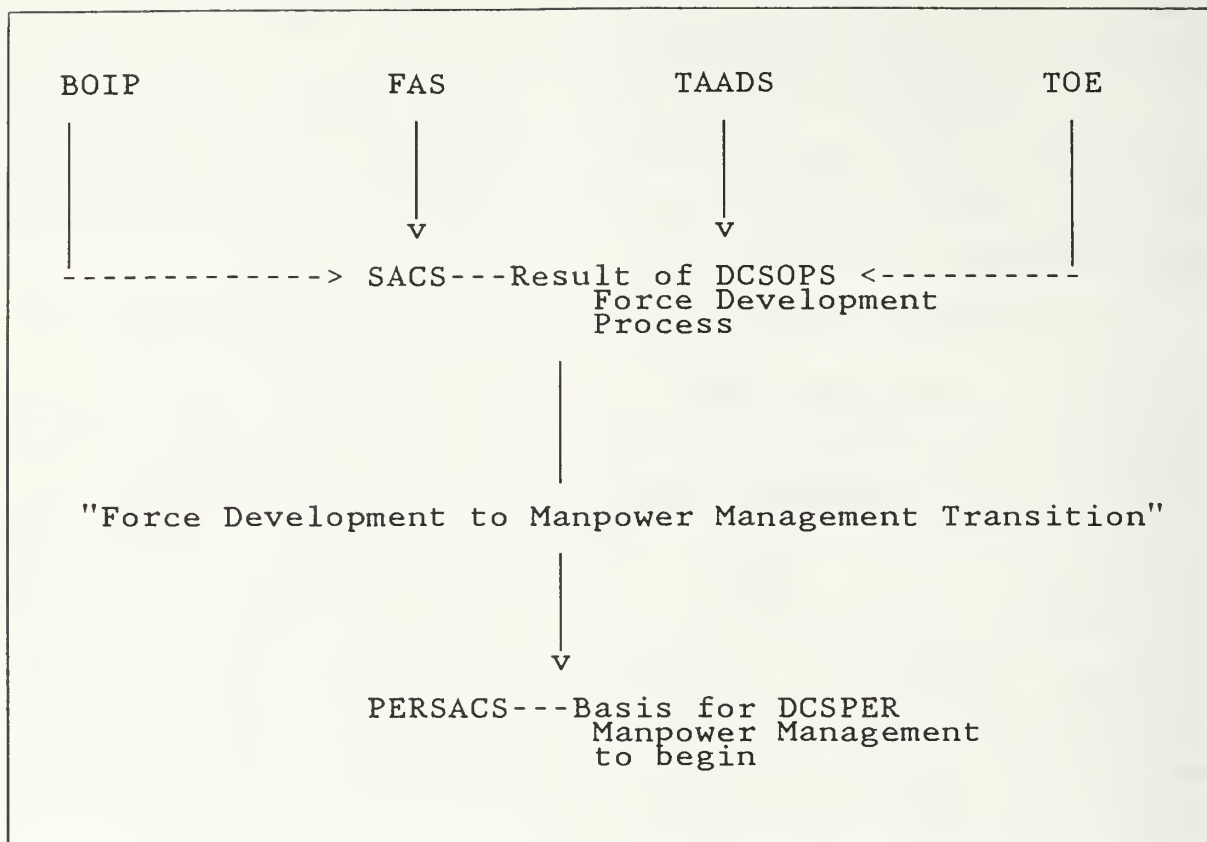 BOIP FAS TAADS TOE
v v
-------------> SACS---Result of DCSOPS <----------
Force Development
Process
"Force Development to Manpower Management Transition"
v
PERSACS---Basis for DCSPER
Manpower Management
to begin